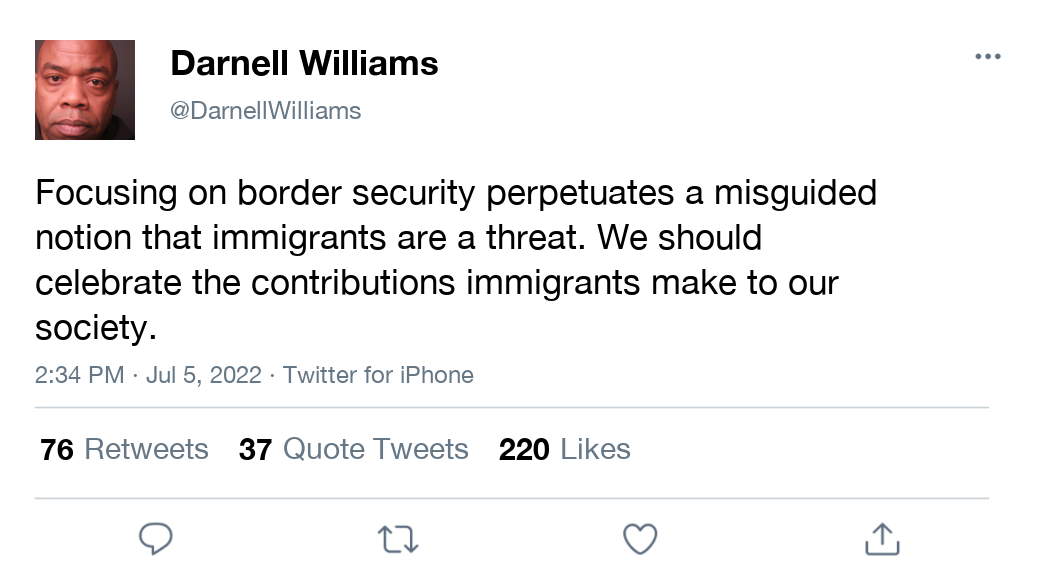 Darnell Williams
@DarnellWilliams
Focusing on border security perpetuates a misguided
notion that immigrants are a threat. We should
celebrate the contributions immigrants make to our
society.
2:34 PM · Jul 5, 2022 · Twitter for iPhone
76 Retweets 37 Quote Tweets 220 Likes